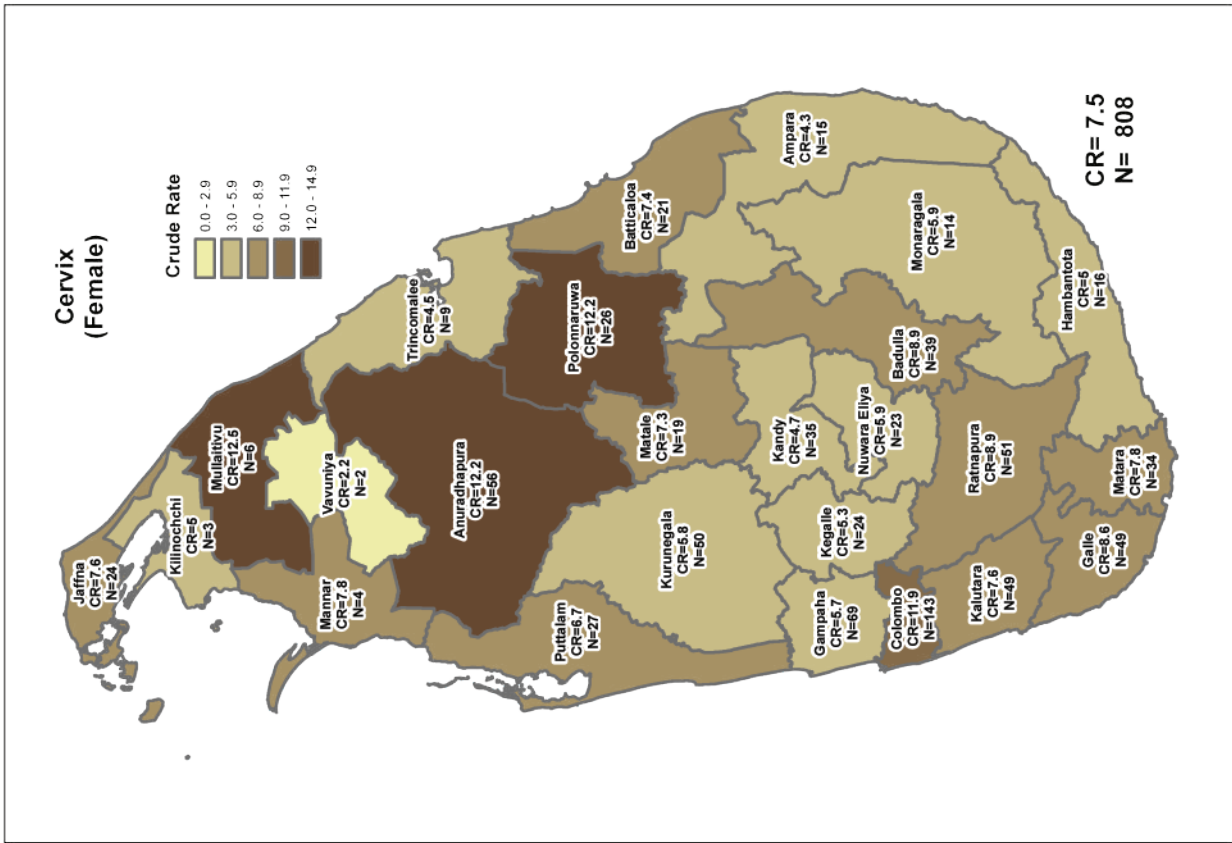 Cervix
(Female)
Crude Rate
0.0 - 2.9
3.0 - 5.9
6.0 - 8.9
9.0 - 11.9
12.0 - 14.9
Jaffna
CR=7.6
N=24
Kilinochchi
CR=5
N=3
Mullaitivu
CR=12.5
N=6
Mannar
CR=7.8
N=4
Vavuniya
CR=2.2
N=2
Trincomalee
CR=4.5
N=9
Anuradhapura
CR=12.2
N=56
Puttalam
CR=6.7
N=27
Polonnaruwa
CR=12.2
N=26
Batticaloa
CR=7.4
N=21
Matale
CR=7.3
N=19
Kurunegala
CR=5.8
N=50
Kandy
CR=4.7
N=35
Ampara
CR=4.3
N=15
Gampaha
CR=5.7
N=69
Kegalle
CR=5.3
N=24
Nuwara Eliya
CR=5.9
N=23
Badulla
CR=8.9
N=39
Monaragala
CR=5.9
N=14
Colombo
CR=11.9
N=143
Kalutara
CR=7.6
N=49
Ratnapura
CR=8.9
N=51
Hambantota
CR=5
N=16
Galle
CR=8.6
N=49
Matara
CR=7.8
N=34
CR= 7.5
N= 808